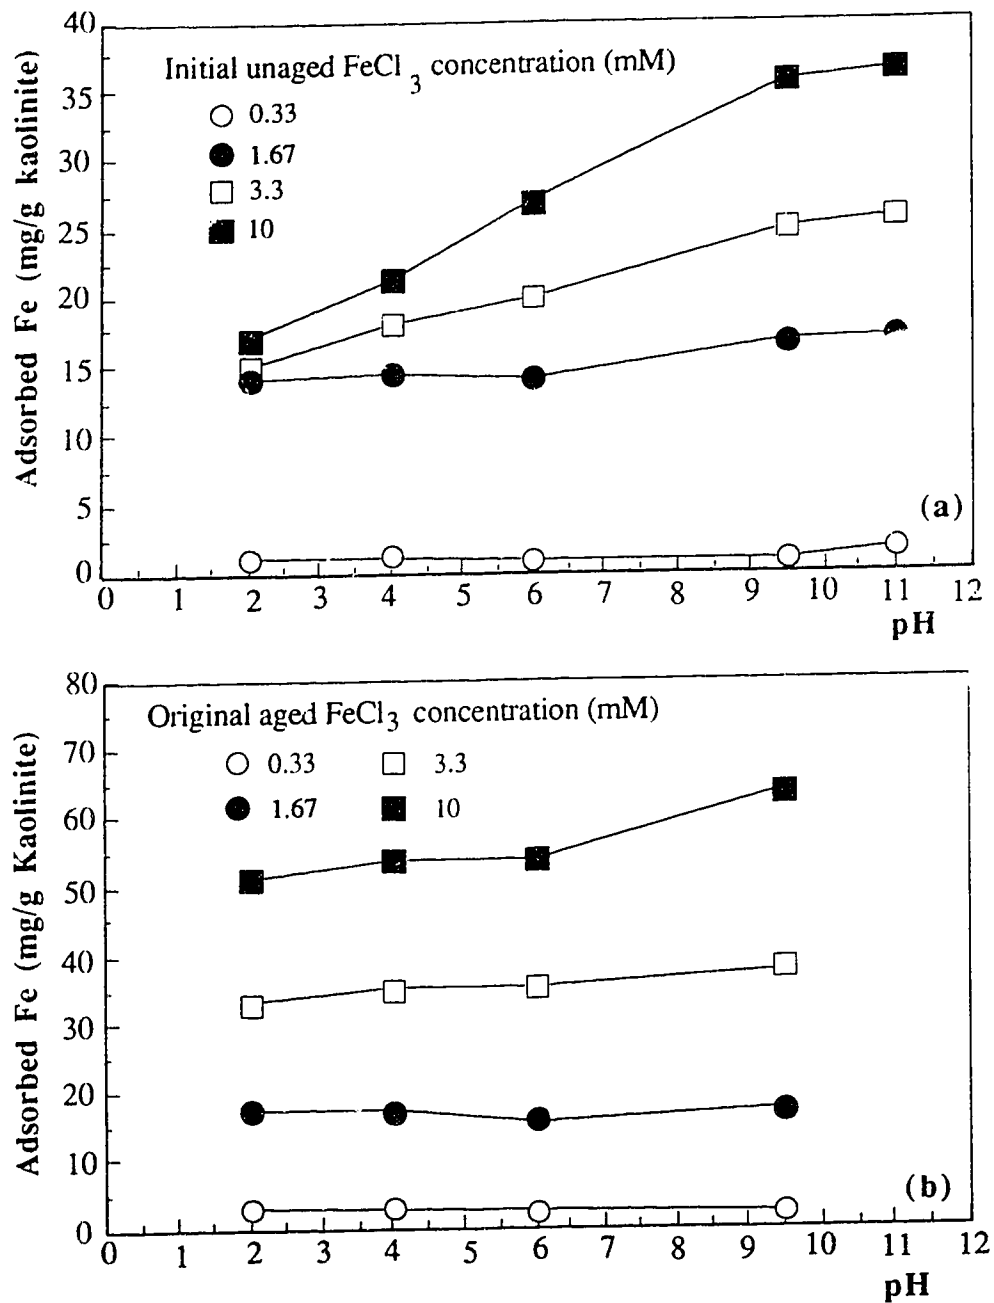 40
35
30
25
20
15
10
5
0
Adsorbed Fe (mg/g kaolinite)
Initial unaged FeCl3 concentration (mM)
0.33
1.67
3.3
10
(a)
0 1 2 3 4 5 6 7 8 9 10 11 12
pH
80
70
60
50
40
30
20
10
0
Adsorbed Fe (mg/g Kaolinite)
Original aged FeCl3 concentration (mM)
0.33 3.3
1.67 10
(b)
0 1 2 3 4 5 6 7 8 9 10 11 12
pH